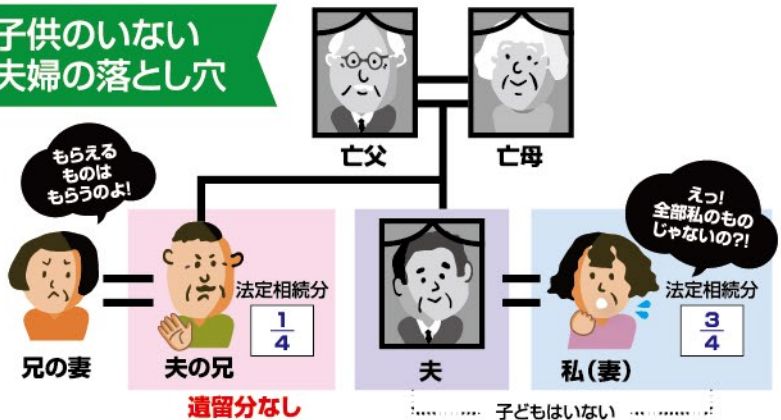 子供のいない
夫婦の落とし穴
亡父
亡母
もらえる
ものは
もらうのよ!
えっ!
全部私のもの
じゃないの?!
法定相続分
1
4
法定相続分
3
4
兄の妻
夫の兄
夫
私(妻)
遺留分なし
子どもはいない